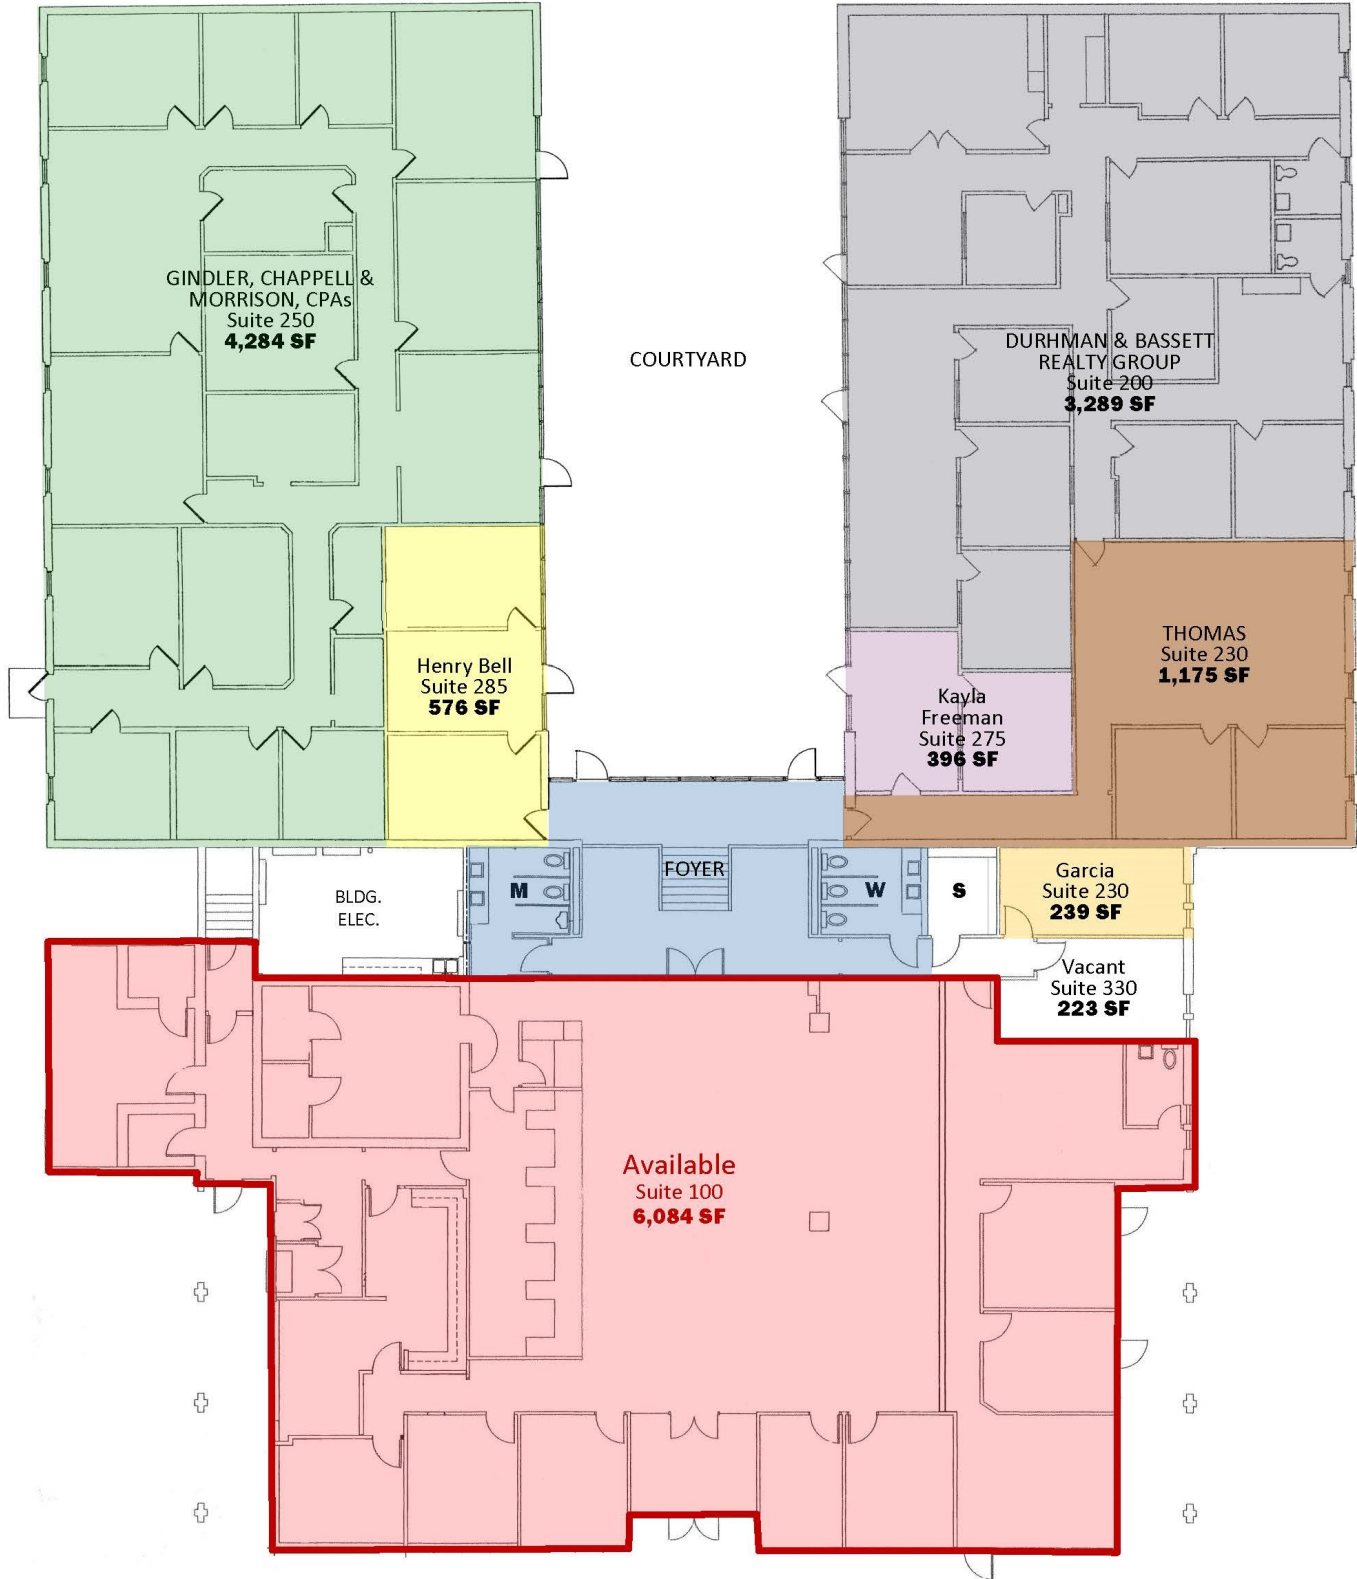 GINDLER, CHAPPELL &
MORRISON, CPAs
Suite 250
4,284 SF
COURTYARD
DURHMAN & BASSETT
REALTY GROUP
Suite 200
3,289 SF
Henry Bell
Suite 285
576 SF
Kayla
Freeman
Suite 275
396 SF
THOMAS
Suite 230
1,175 SF
BLDG.
ELEC.
M
FOYER
W
S
Garcia
Suite 230
239 SF
Vacant
Suite 330
223 SF
Available
Suite 100
6,084 SF